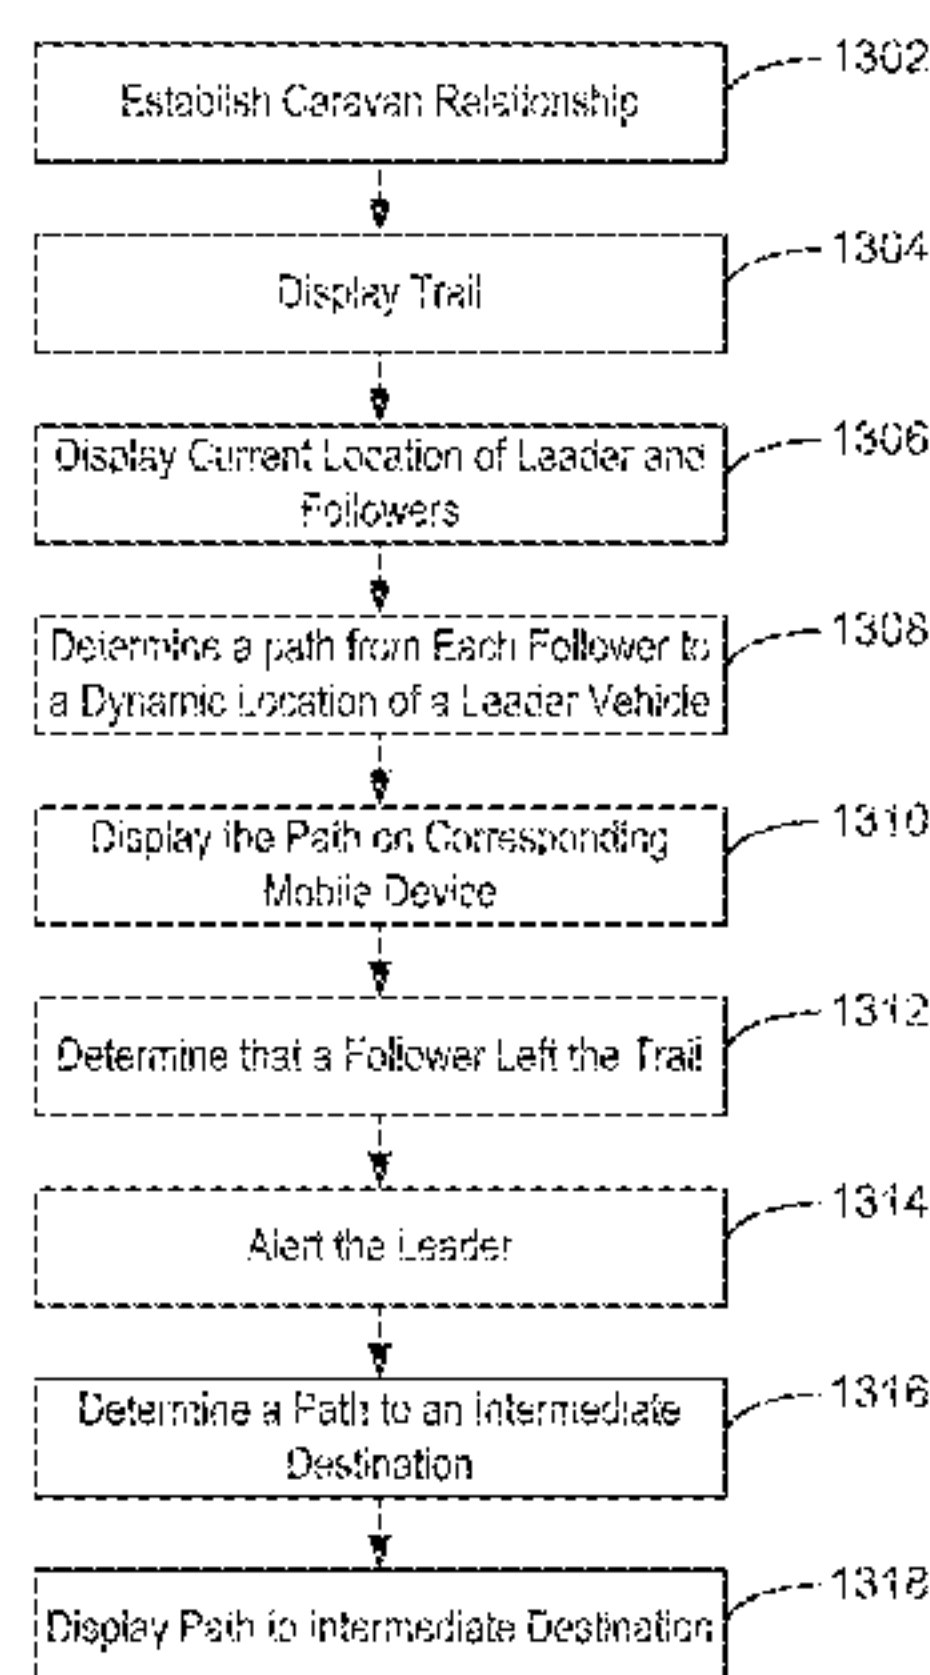 Establish Caravan Relationship
1302
Display Trail
1304
Display Current Location of Leader and
Followers
1306
Determine a path from Each Follower to
a Dynamic Location of a Leader Vehicle
1308
Display the Path on Corresponding
Mobile Device
1310
Determine that a Follower Left the Trail
1312
Alert the Leader
1314
Determine a Path to an Intermediate
Destination
1316
Display Path to Intermediate Destination
1318